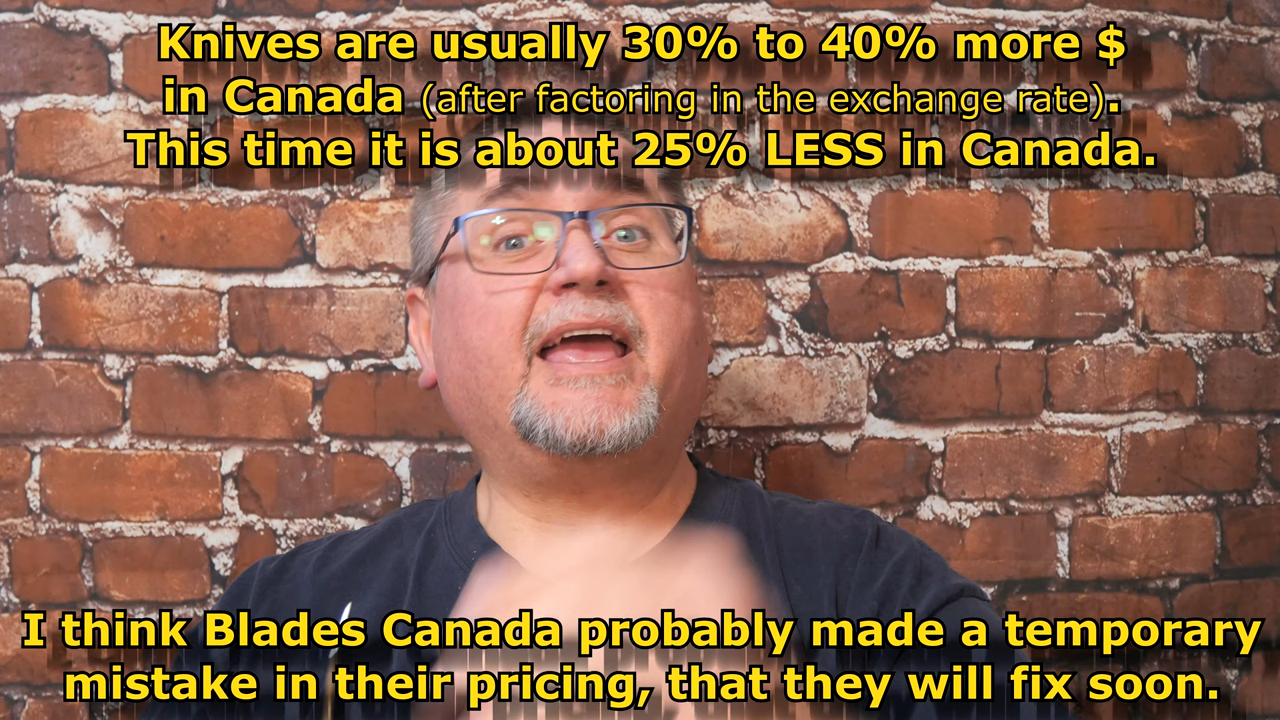 Knives are usually 30% to 40% more $
in Canada (after factoring in the exchange rate).
This time it is about 25% LESS in Canada.
I think Blades Canada probably made a temporary
mistake in their pricing, that they will fix soon.